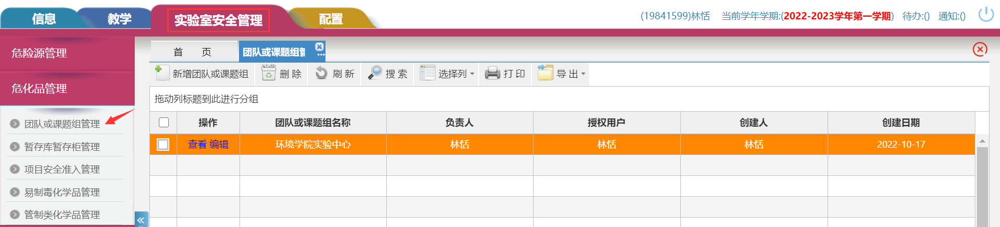 信息 教学 实验室安全管理 配置 (19841599)林恬 当前学年学期:(2022-2023学年第一学期) 待办:() 通知:()
危险源管理
危化品管理
团队或课题组管理
暂存库暂存柜管理
项目安全准入管理
易制毒化学品管理
管制类化学品管理
首 页 团队或课题组管 ...
新增团队或课题组 删 除 刷 新 搜 索 选择列 打 印 导 出
拖动列标题到此进行分组
操作 团队或课题组名称 负责人 授权用户 创建人 创建日期
查看 编辑 环境学院实验中心 林恬 林恬 林恬 2022-10-17